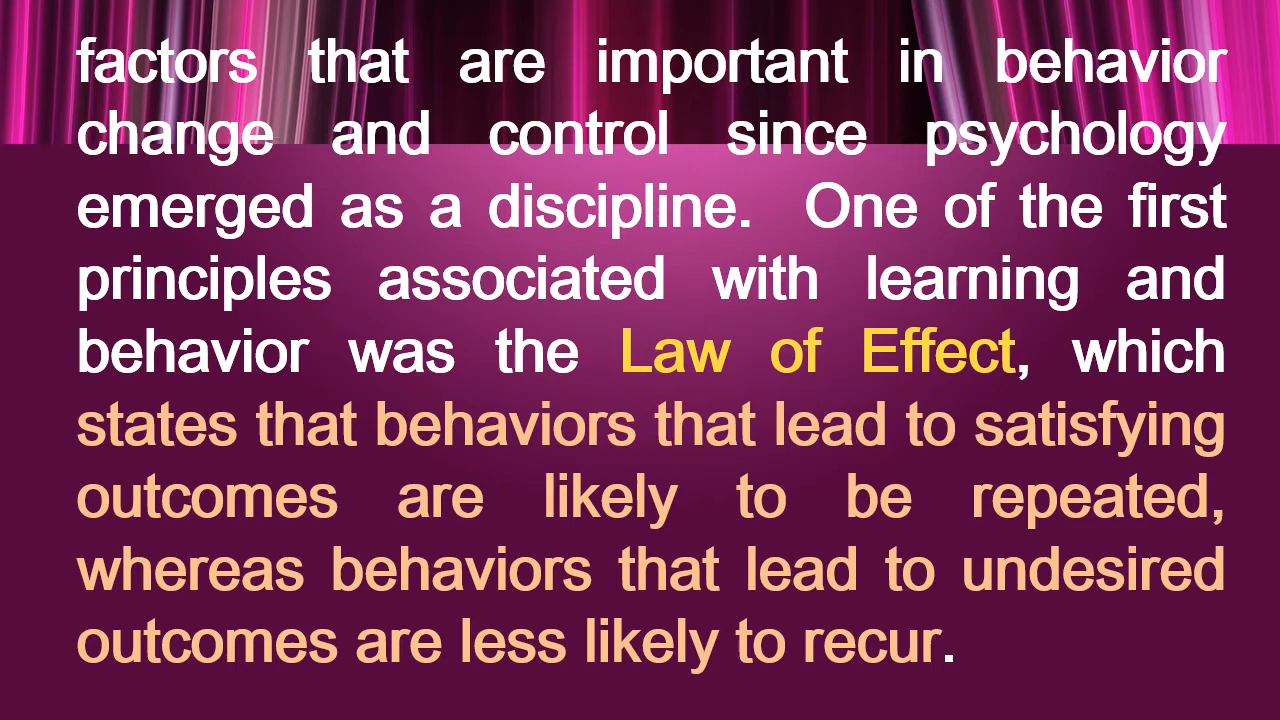 factors that are important in behavior
change and control since psychology
emerged as a discipline. One of the first
principles associated with learning and
behavior was the Law of Effect, which
states that behaviors that lead to satisfying
outcomes are likely to be repeated,
whereas behaviors that lead to undesired
outcomes are less likely to recur.